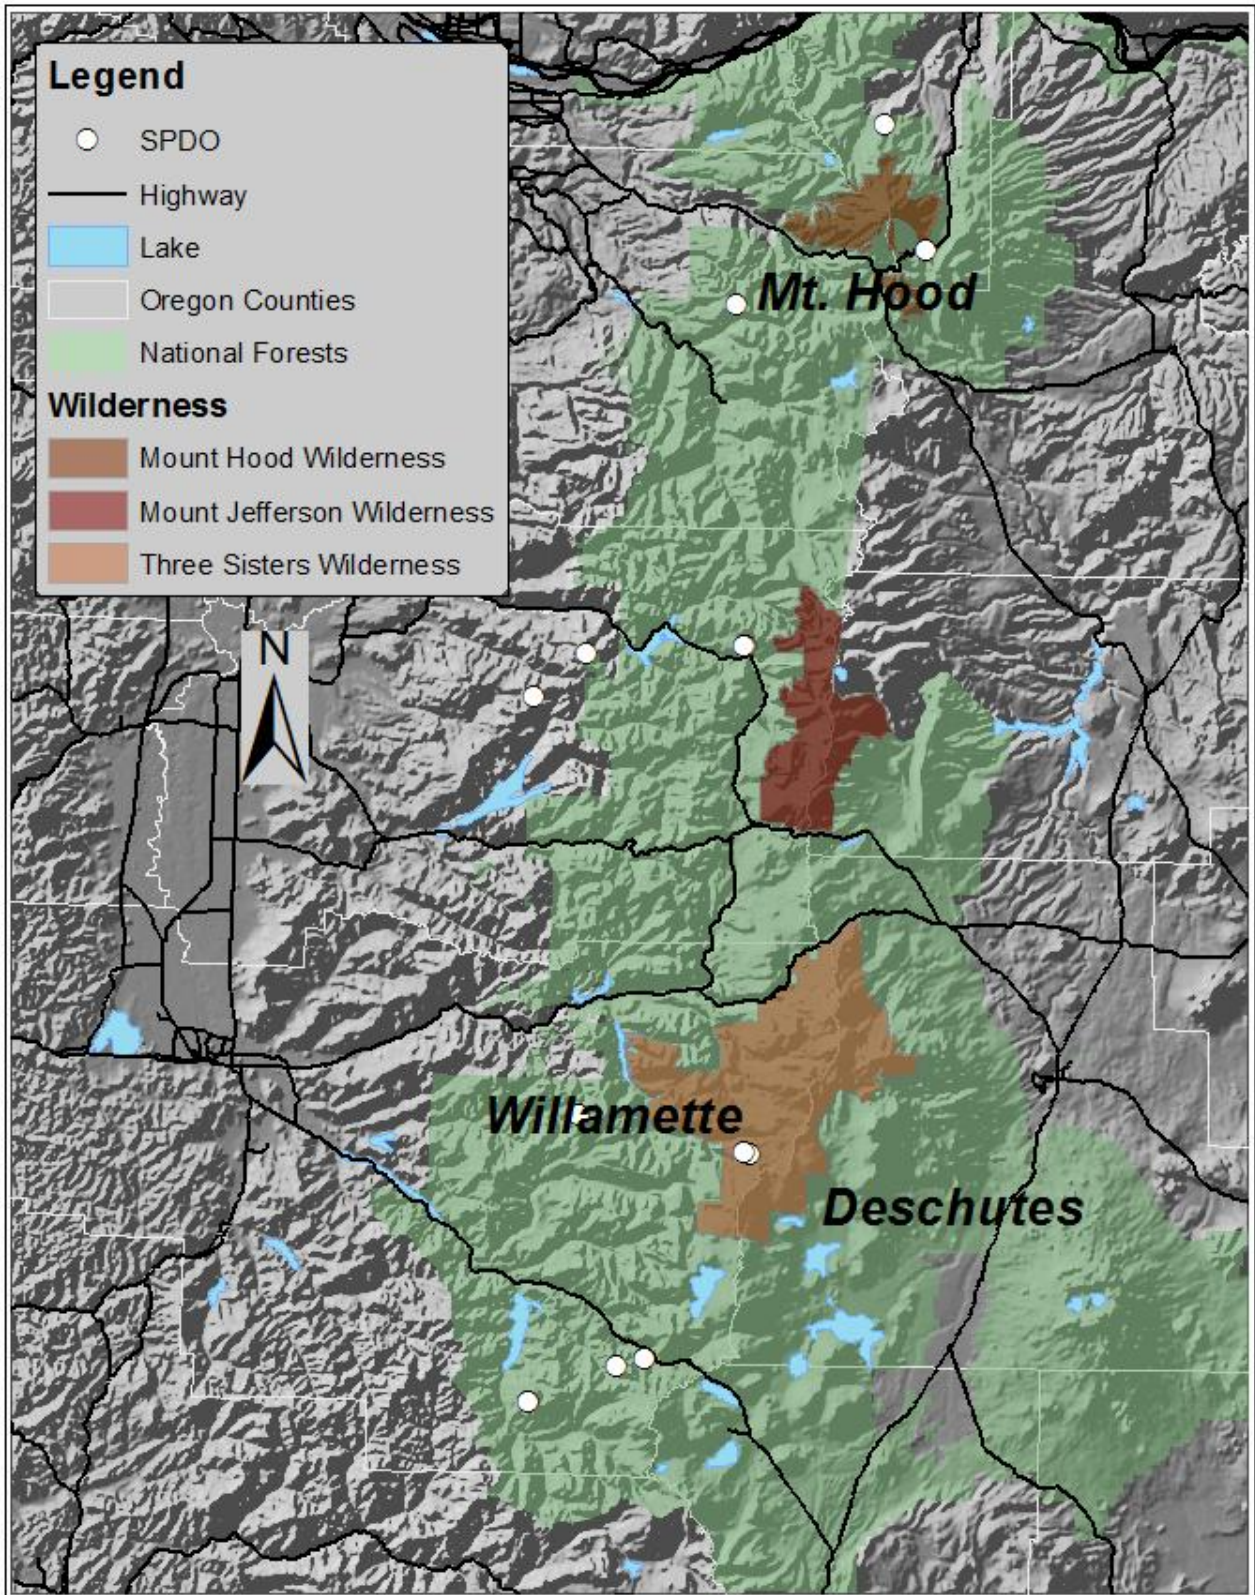 Legend
SPDO
Highway
Lake
Oregon Counties
National Forests
Wilderness
Mount Hood Wilderness
Mount Jefferson Wilderness
Three Sisters Wilderness
N
Mt. Hood
Willamette
Deschutes